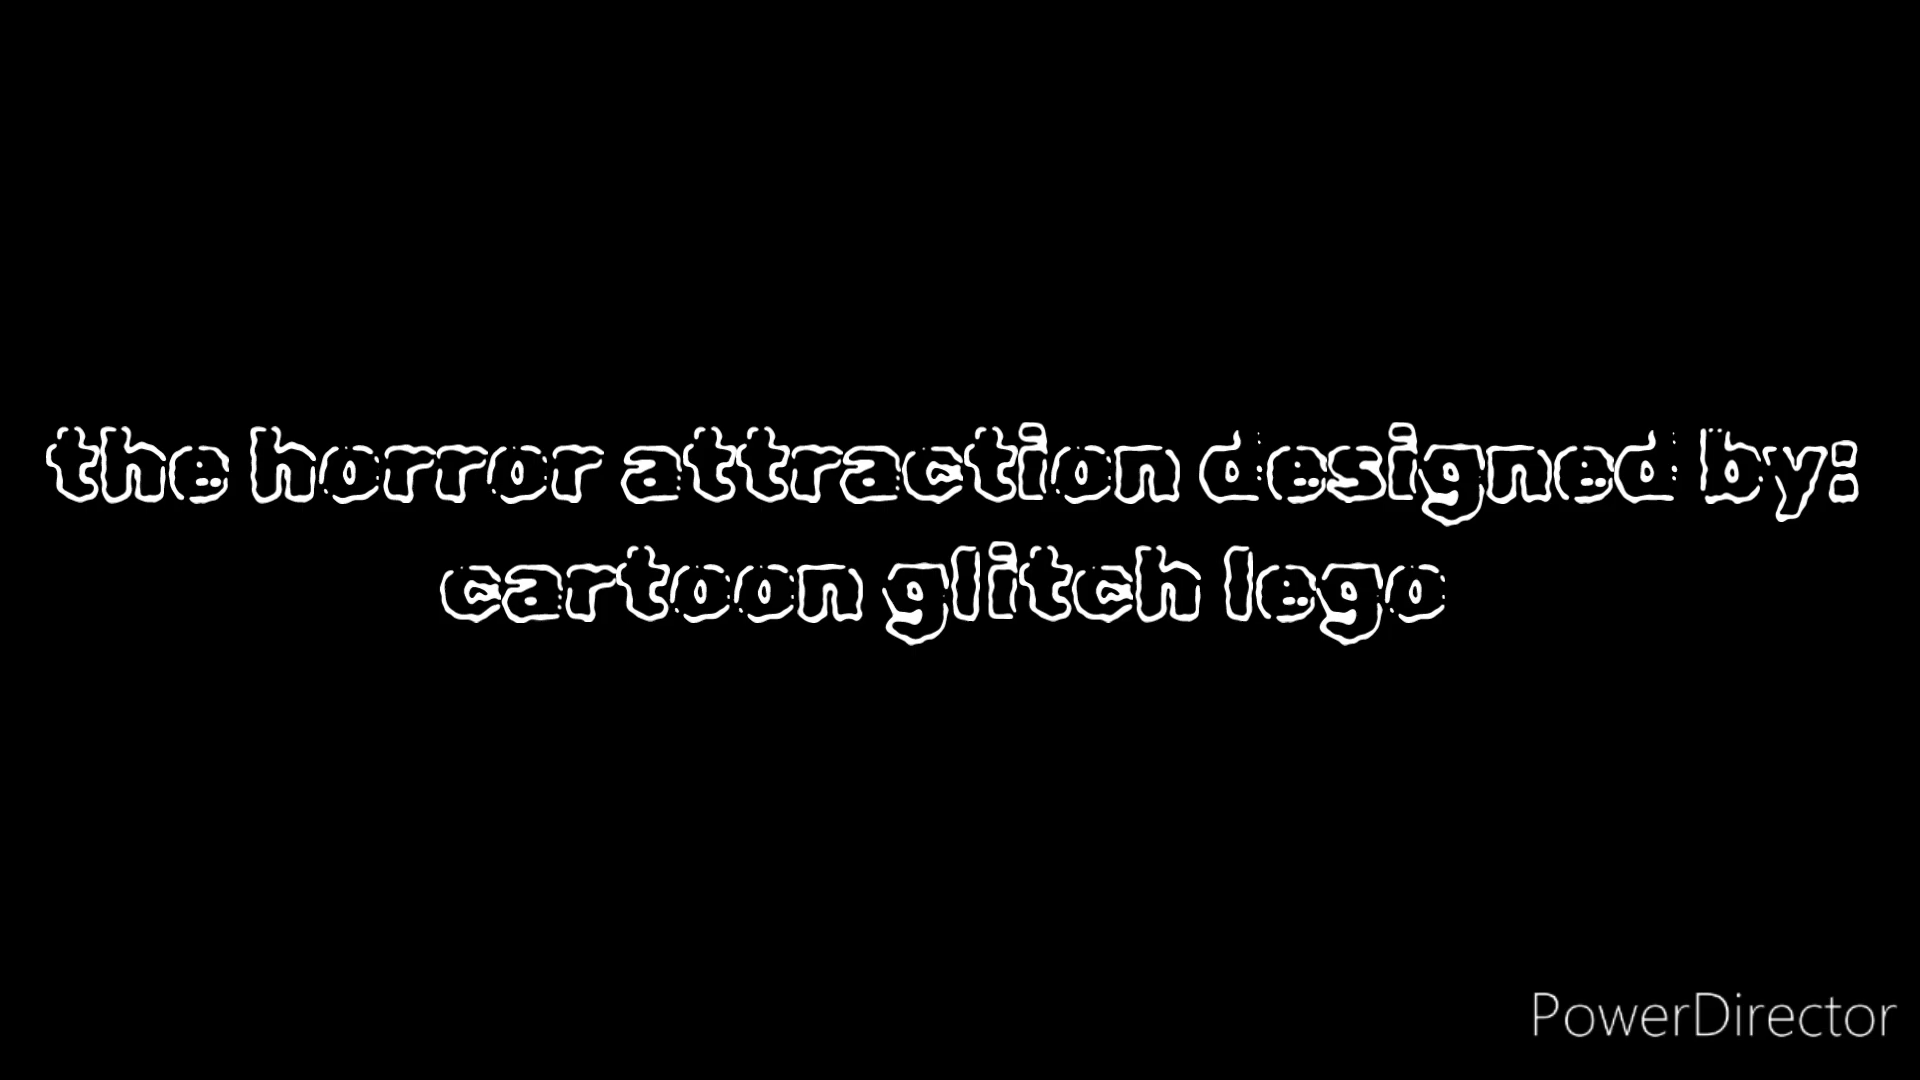 the horror attraction designed by:
cartoon glitch lego
PowerDirector